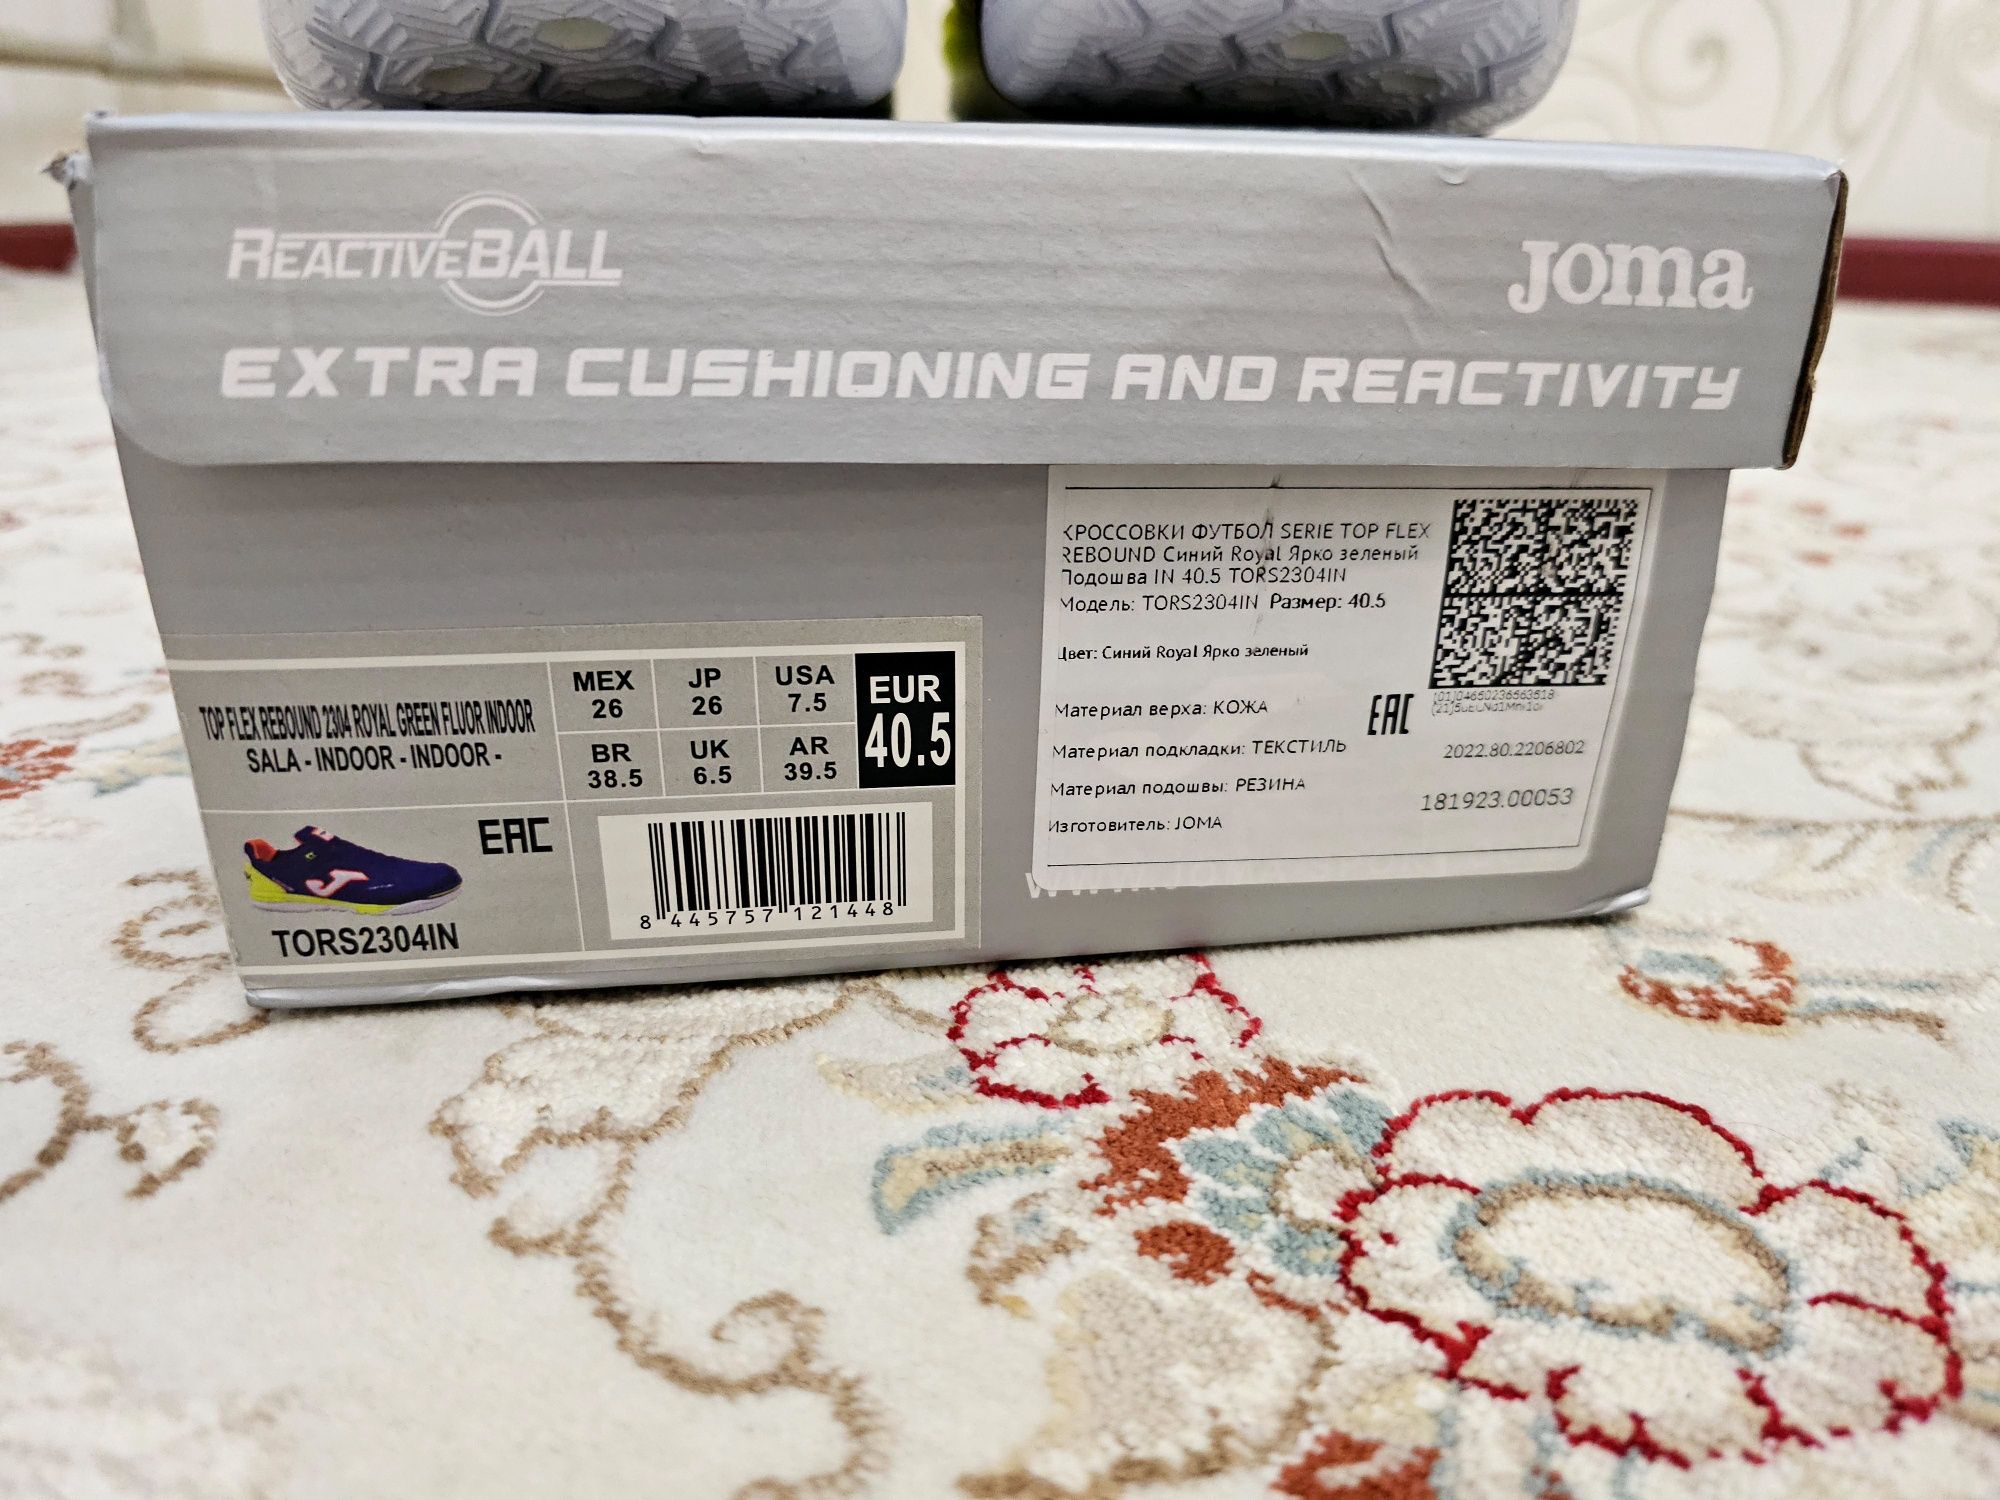 REACTIVEBALL
Joma
EXTRA CUSHIONING AND REACTIVITY
TOP FLEX REBOUND 2304 ROYAL GREEN FLUOR INDOOR
SALA - INDOOR - INDOOR -
MEX
26
JP
26
USA
7.5
BR
38.5
UK
6.5
AR
39.5
EUR
40.5
EAC
TORS2304IN
8 445757 121448
КРОССОВКИ ФУТБОЛ SERIE TOP FLEX
REBOUND Синий Royal Ярко зеленый
Подошва IN 40.5 TORS2304IN
Модель: TORS2304IN Размер: 40.5
Цвет: Синий Royal Ярко зеленый
Материал верха: КОЖА
Материал подкладки: ТЕКСТИЛЬ
Материал подошвы: РЕЗИНА
Изготовитель: JOMA
EAC
(01)04650236563518
2022.80.2206802
181923.00053